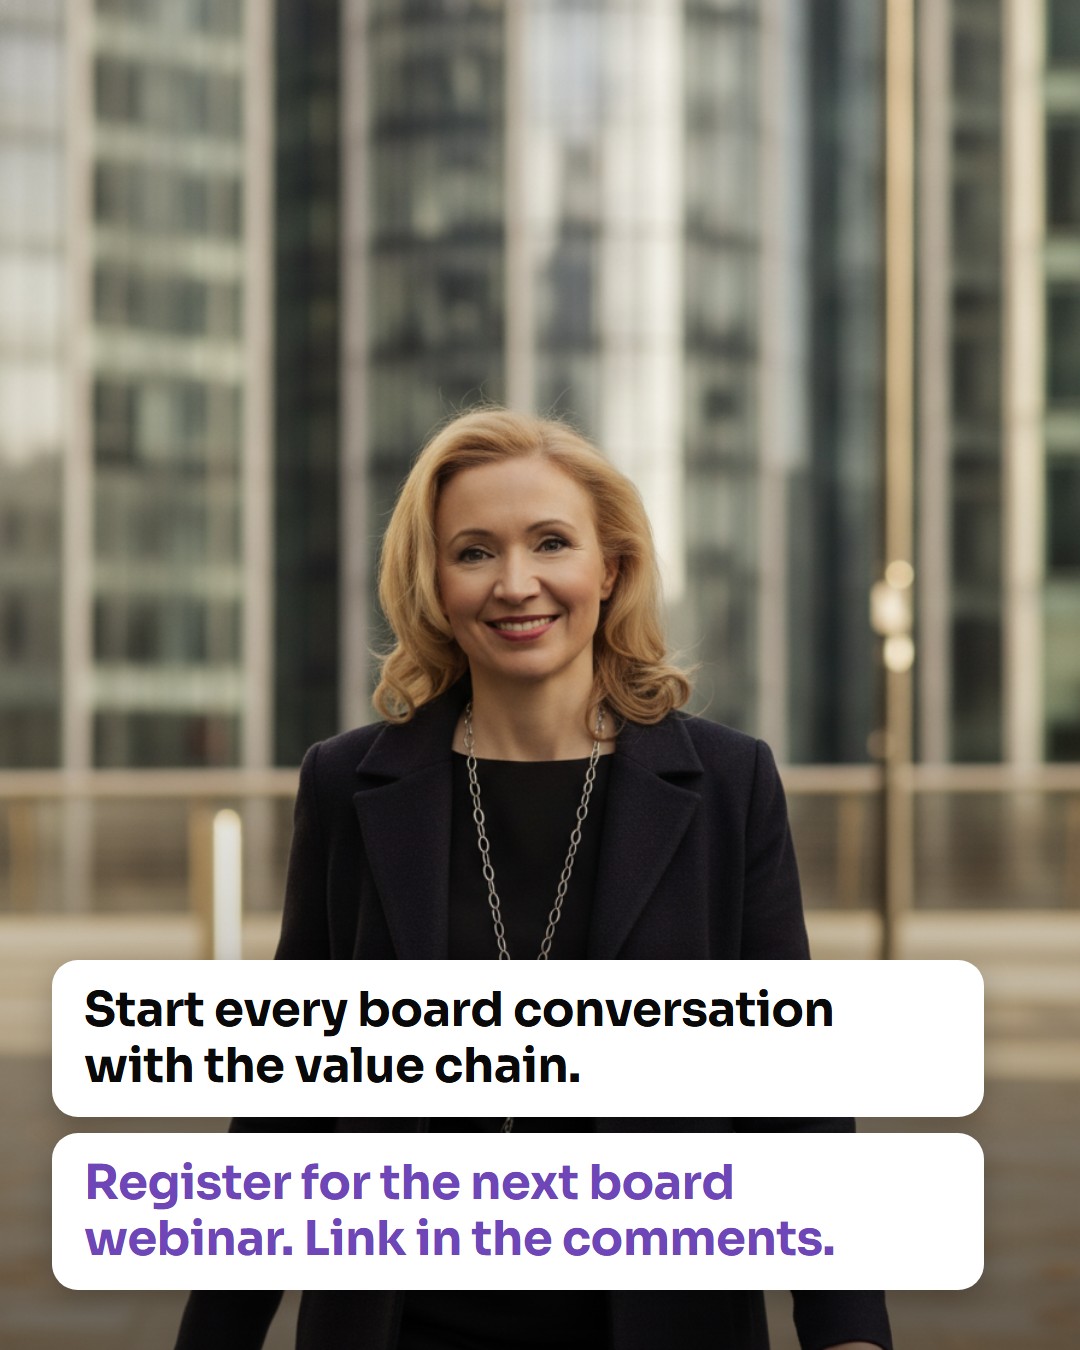 Start every board conversation
with the value chain.
Register for the next board
webinar. Link in the comments.